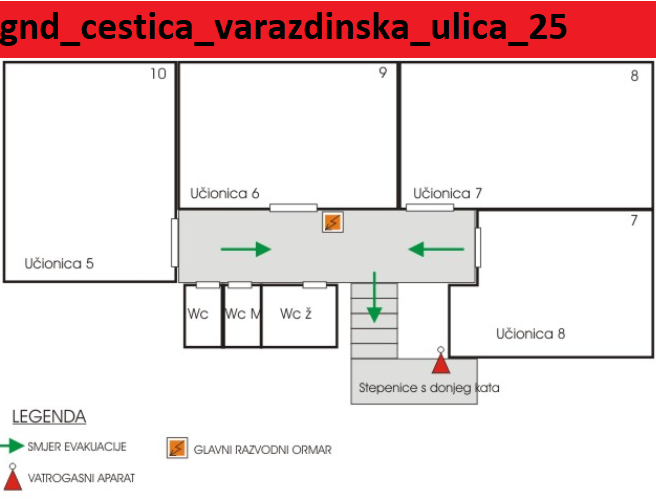 gnd_cestica_varazdinska_ulica_25
10
9
8
Učionica 6
Učionica 7
7
Učionica 5
Wc
Wc M
Wc ž
Učionica 8
Stepenice s donjeg kata
LEGENDA
SMJER EVAKUACIJE
GLAVNI RAZVODNI ORMAR
VATROGASNI APARAT